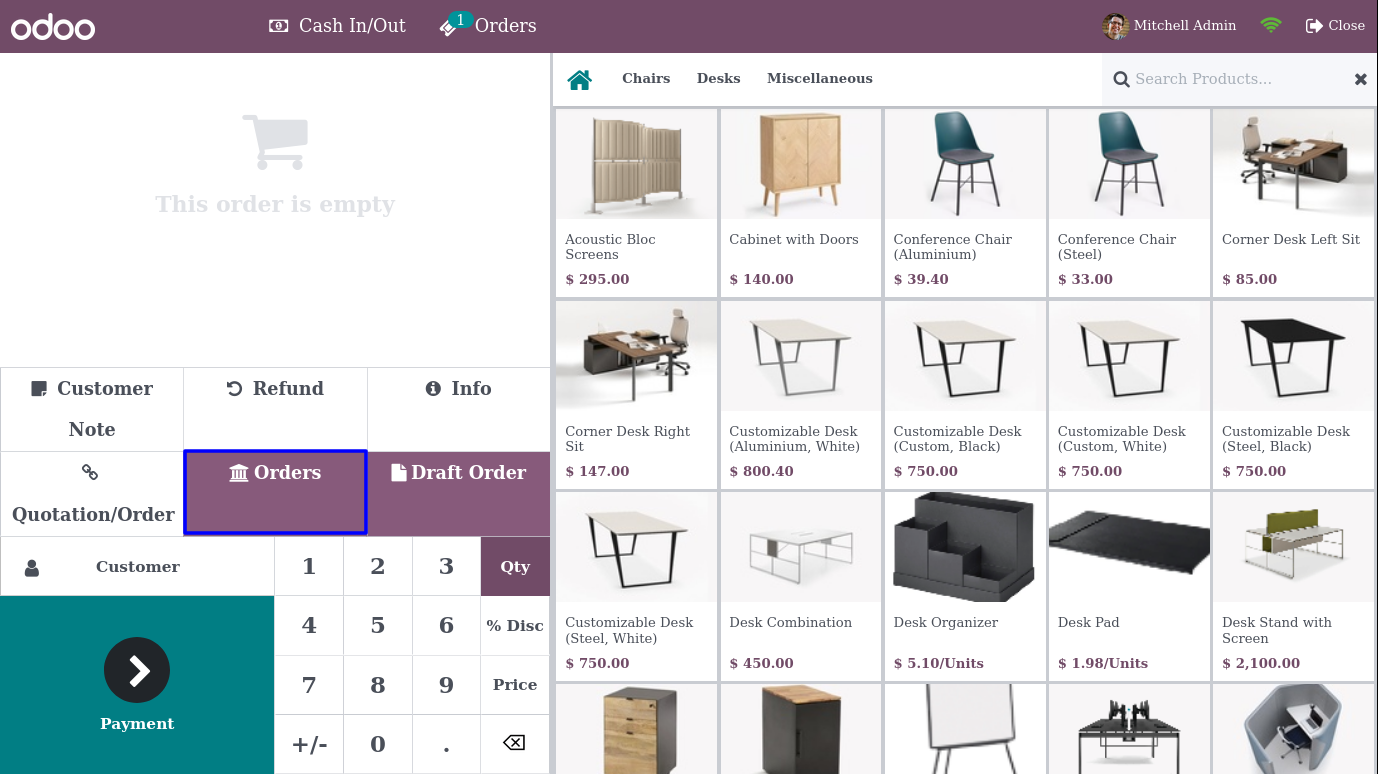 odoo
Cash In/Out
1
Orders
Mitchell Admin
Close
This order is empty
Customer
Note
Refund
Info
Quotation/Order
Orders
Draft Order
Customer
1 2 3 Qty
4 5 6 % Disc
7 8 9 Price
+/- 0 .
Payment
Chairs Desks Miscellaneous
Search Products...
Acoustic Bloc
Screens
$ 295.00
Cabinet with Doors
$ 140.00
Conference Chair
(Aluminium)
$ 39.40
Conference Chair
(Steel)
$ 33.00
Corner Desk Left Sit
$ 85.00
Corner Desk Right
Sit
$ 147.00
Customizable Desk
(Aluminium, White)
$ 800.40
Customizable Desk
(Custom, Black)
$ 750.00
Customizable Desk
(Custom, White)
$ 750.00
Customizable Desk
(Steel, Black)
$ 750.00
Customizable Desk
(Steel, White)
$ 750.00
Desk Combination
$ 450.00
Desk Organizer
$ 5.10/Units
Desk Pad
$ 1.98/Units
Desk Stand with
Screen
$ 2,100.00